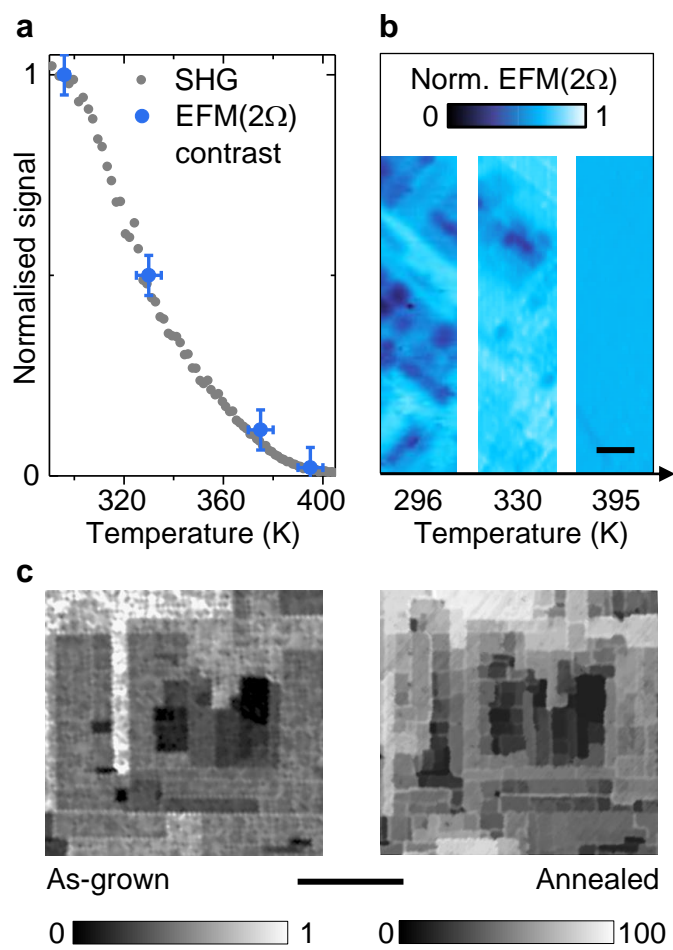 a
1
SHG
EFM(2Ω)
contrast
Normalised signal
0
320 360 400
Temperature (K)
b
Norm. EFM(2Ω)
0 1
296 330 395
Temperature (K)
c
As-grown Annealed
0 1 0 100